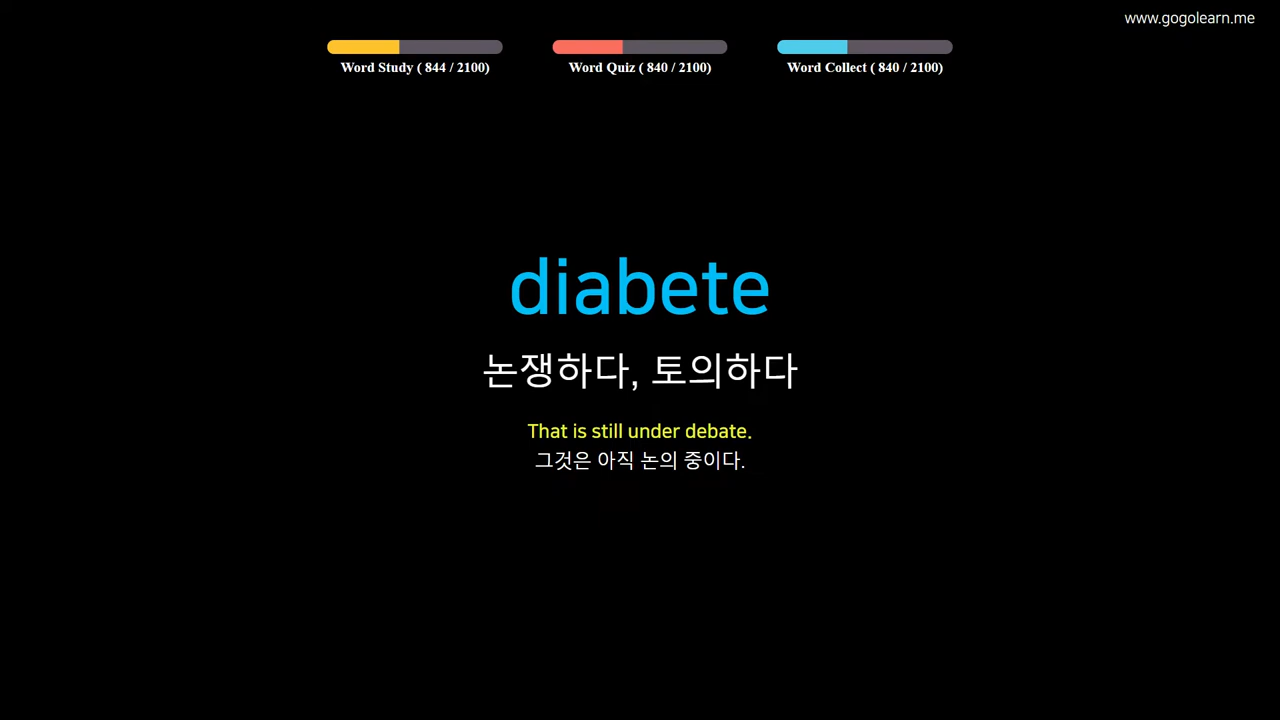 www.gogolearn.me
Word Study ( 844 / 2100)
Word Quiz ( 840 / 2100)
Word Collect ( 840 / 2100)
diabete
논쟁하다, 토의하다
That is still under debate.
그것은 아직 논의 중이다.